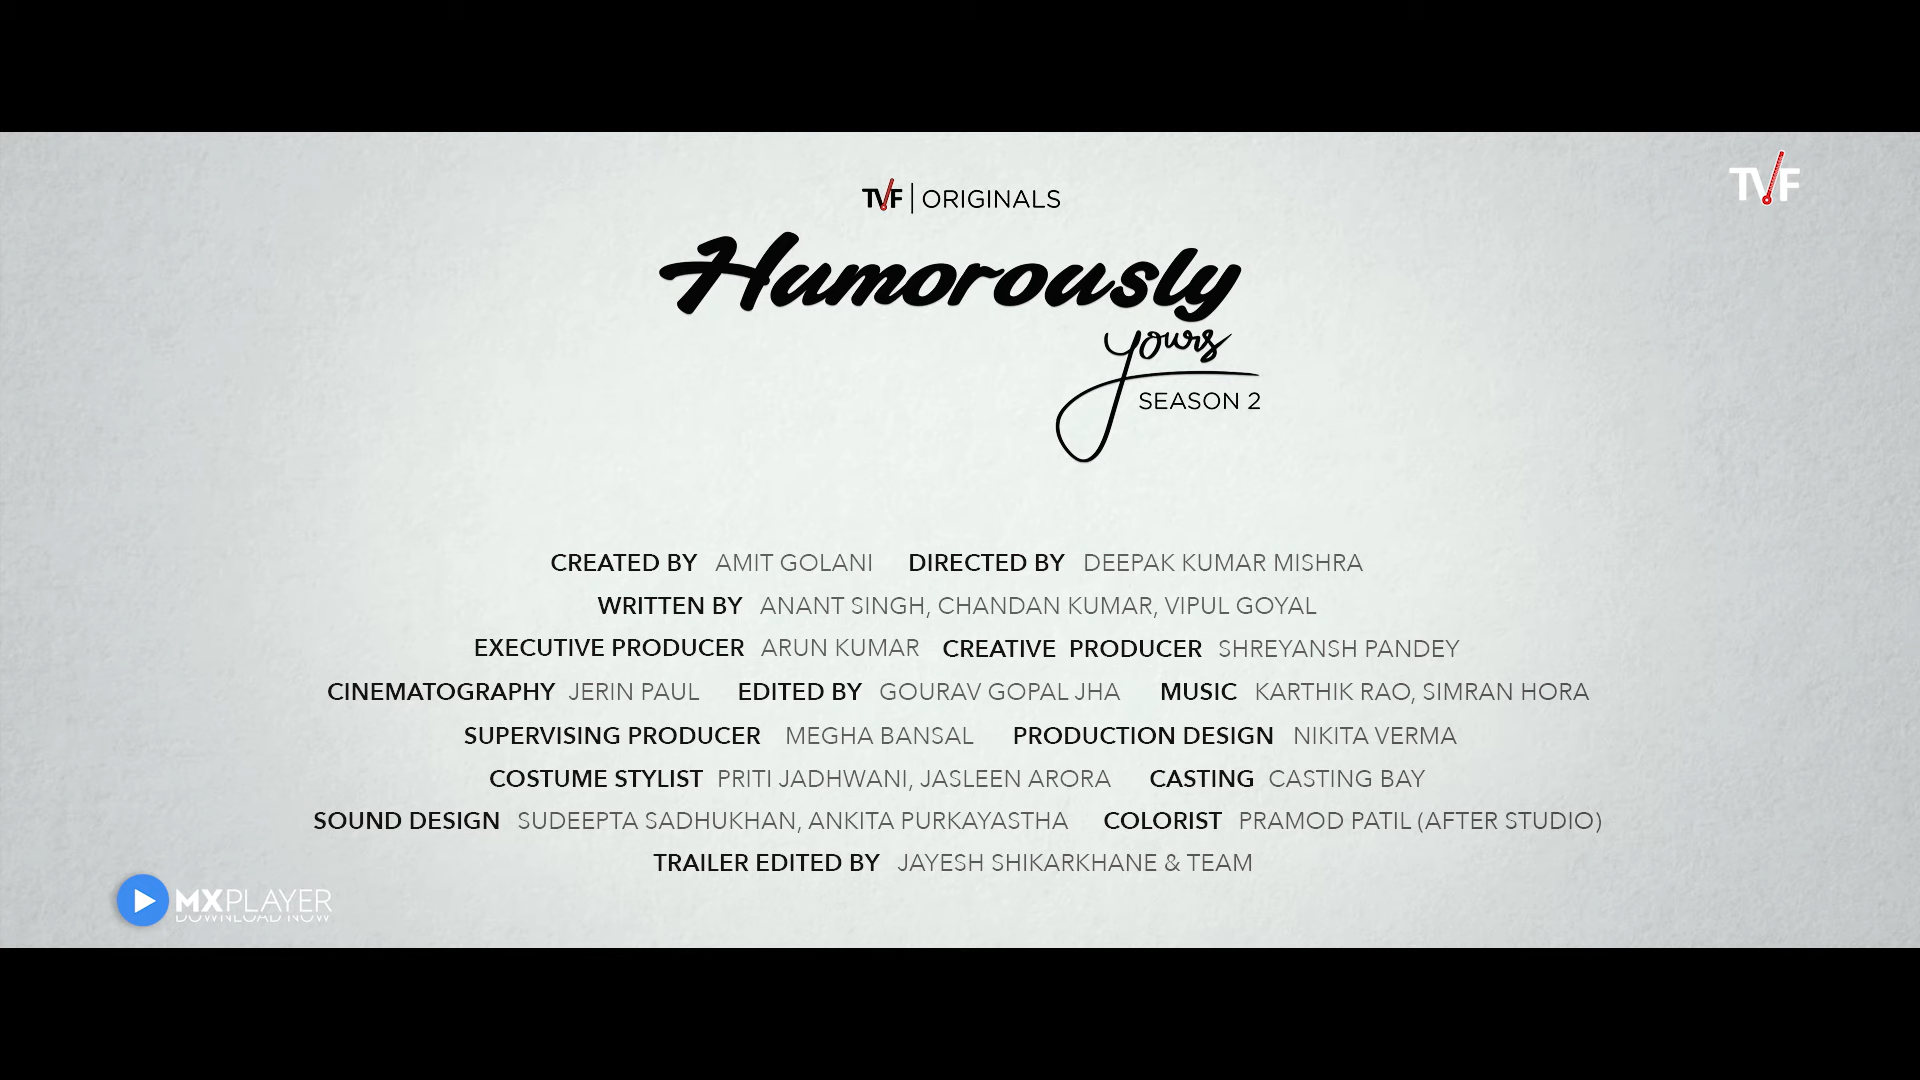 TVF | ORIGINALS
TVF
Humorously
yours
SEASON 2
CREATED BY AMIT GOLANI DIRECTED BY DEEPAK KUMAR MISHRA
WRITTEN BY ANANT SINGH, CHANDAN KUMAR, VIPUL GOYAL
EXECUTIVE PRODUCER ARUN KUMAR CREATIVE PRODUCER SHREYANSH PANDEY
CINEMATOGRAPHY JERIN PAUL EDITED BY GOURAV GOPAL JHA MUSIC KARTHIK RAO, SIMRAN HORA
SUPERVISING PRODUCER MEGHA BANSAL PRODUCTION DESIGN NIKITA VERMA
COSTUME STYLIST PRITI JADHWANI, JASLEEN ARORA CASTING CASTING BAY
SOUND DESIGN SUDEEPTA SADHUKHAN, ANKITA PURKAYASTHA COLORIST PRAMOD PATIL (AFTER STUDIO)
TRAILER EDITED BY JAYESH SHIKARKHANE & TEAM
MXPLAYER
DOWNLOAD NOW